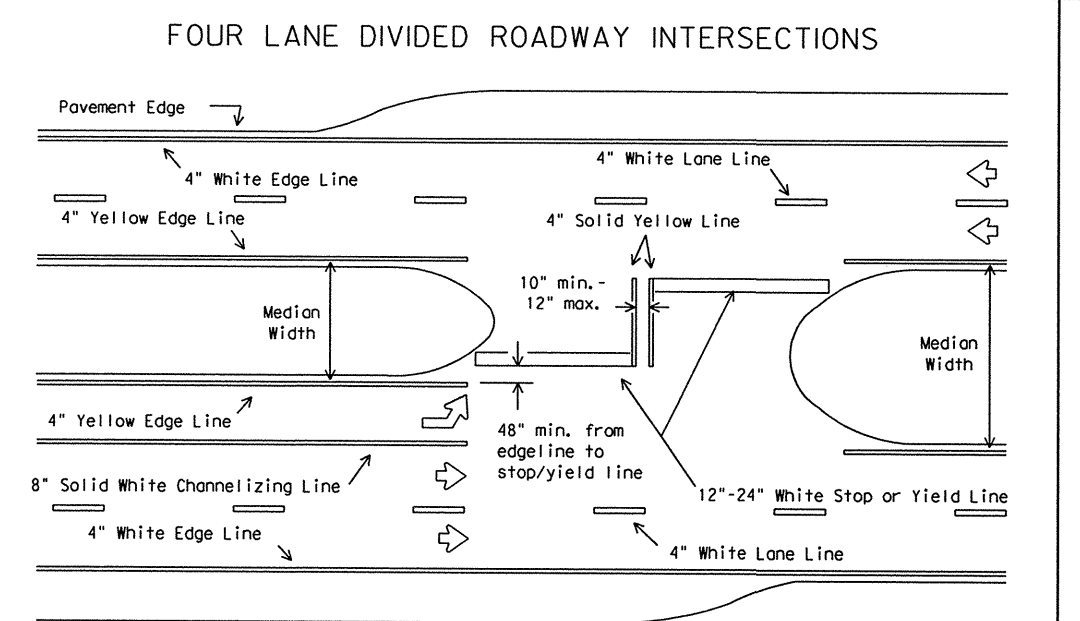 FOUR LANE DIVIDED ROADWAY INTERSECTIONS
Pavement Edge
4" White Lane Line
4" White Edge Line
4" Yellow Edge Line
4" Solid Yellow Line
10" min.-
12" max.
Median
Width
Median
Width
4" Yellow Edge Line
48" min. from
edgeline to
stop/yield line
8" Solid White Channelizing Line
12"-24" White Stop or Yield Line
4" White Edge Line
4" White Lane Line